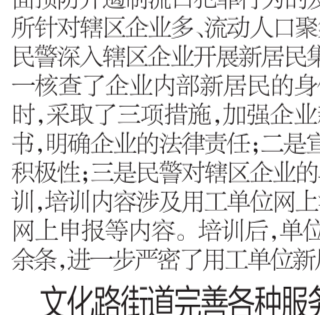 所针对辖区企业多、流动人口聚
民警深入辖区企业开展新居民
一核查了企业内部新居民的身
时,采取了三项措施,加强企业
书,明确企业的法律责任;二是宣
积极性;三是民警对辖区企业的
训,培训内容涉及用工单位网上
网上申报等内容。培训后,单位
余条,进一步严密了用工单位新
文化路街道完善各种服务